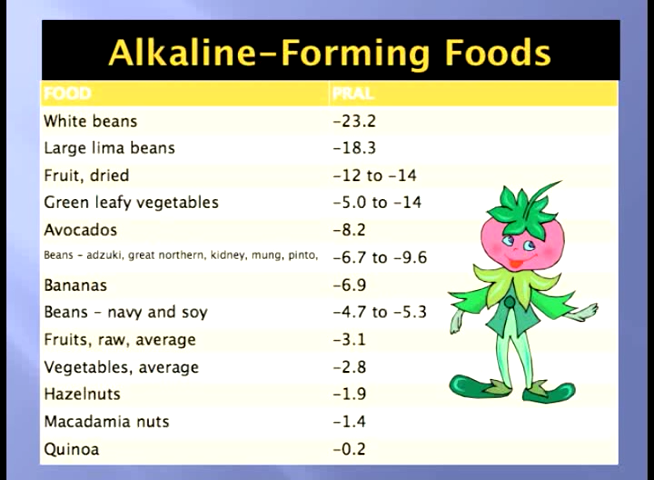 Alkaline-Forming Foods
FOOD PRAL
White beans -23.2
Large lima beans -18.3
Fruit, dried -12 to -14
Green leafy vegetables -5.0 to -14
Avocados -8.2
Beans - adzuki, great northern, kidney, mung, pinto, -6.7 to -9.6
Bananas -6.9
Beans - navy and soy -4.7 to -5.3
Fruits, raw, average -3.1
Vegetables, average -2.8
Hazelnuts -1.9
Macadamia nuts -1.4
Quinoa -0.2